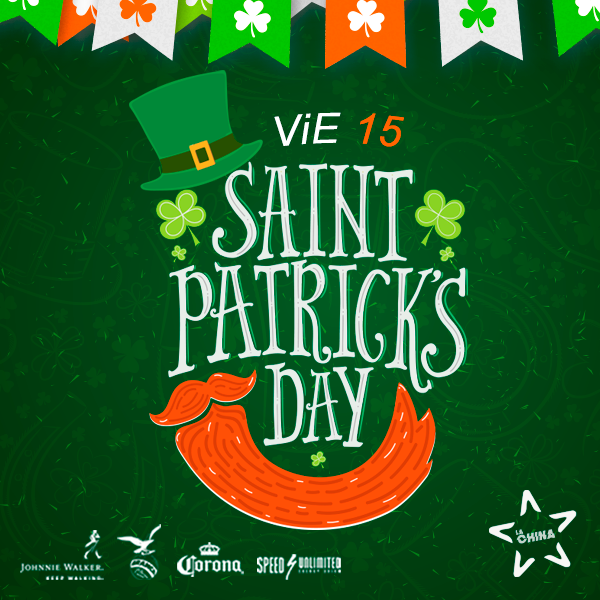 ViE 15
SAINT
PATRICK'S
DAY
JOHNNIE WALKER.
KEEP WALKING.
Corona
SPEED UNLIMITED
LA
CHINA